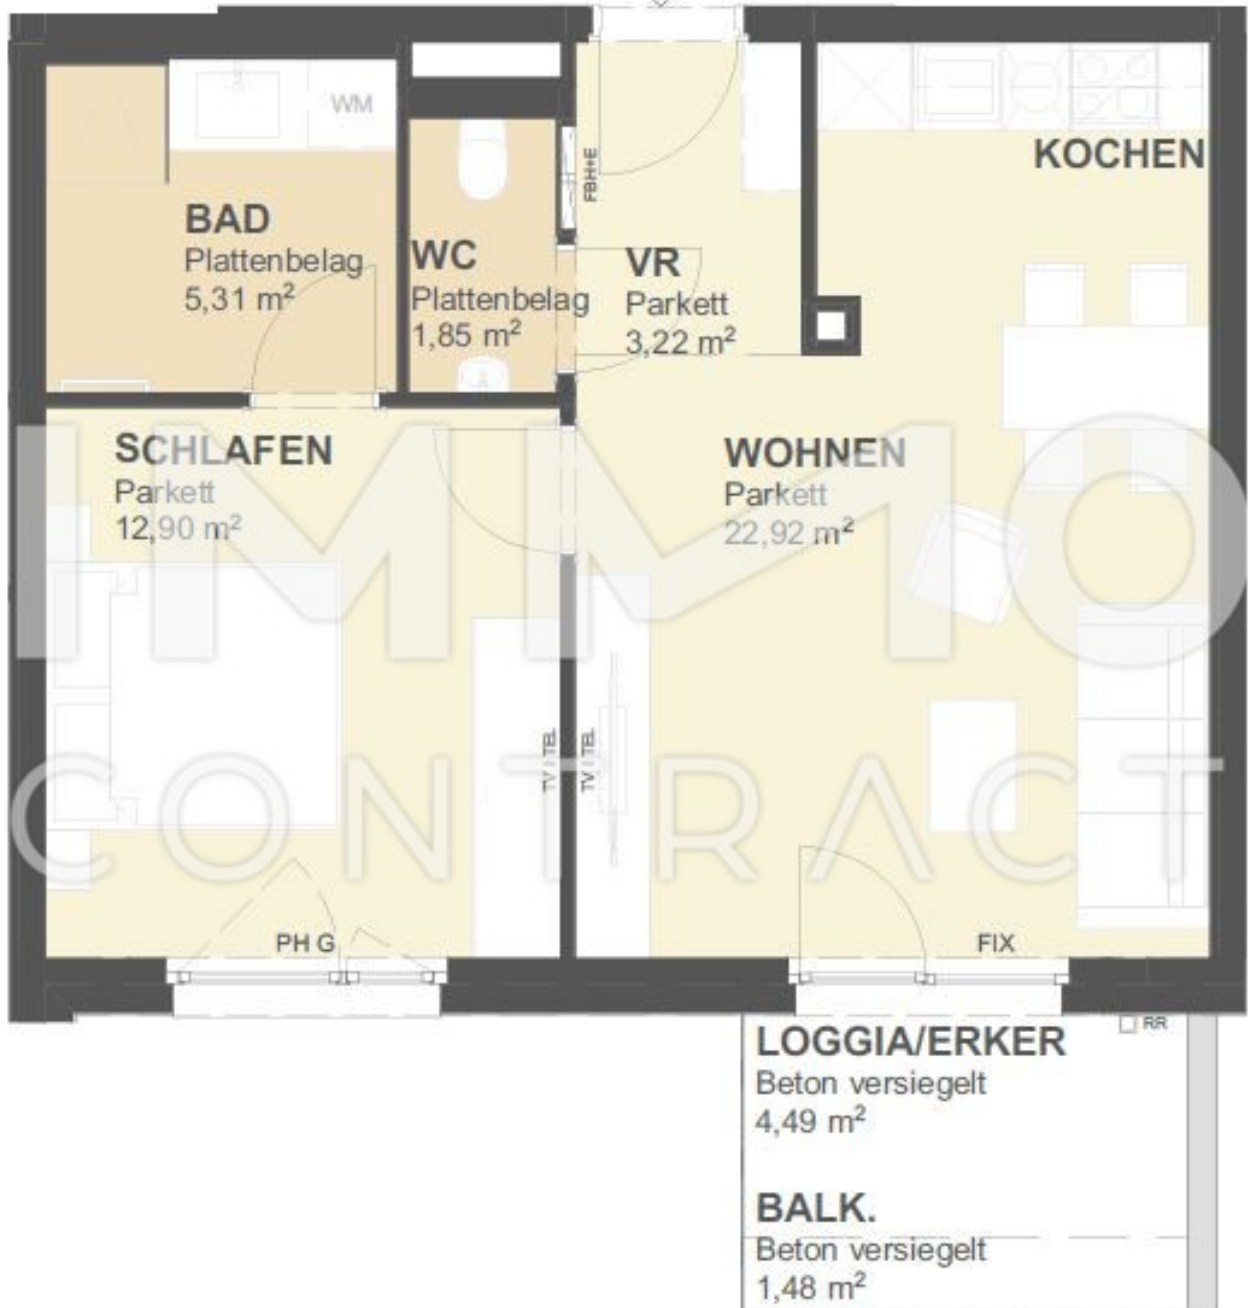 WM
KOCHEN
FBH+E
BAD
Plattenbelag
5,31 m²
WC
Plattenbelag
1,85 m²
VR
Parkett
3,22 m²
SCHLAFEN
Parkett
12,90 m²
WOHNEN
Parkett
22,92 m²
IMMO
CONTRACT
TV / TEL
TV / TEL
PH G
FIX
RR
LOGGIA/ERKER
Beton versiegelt
4,49 m²
BALK.
Beton versiegelt
1,48 m²